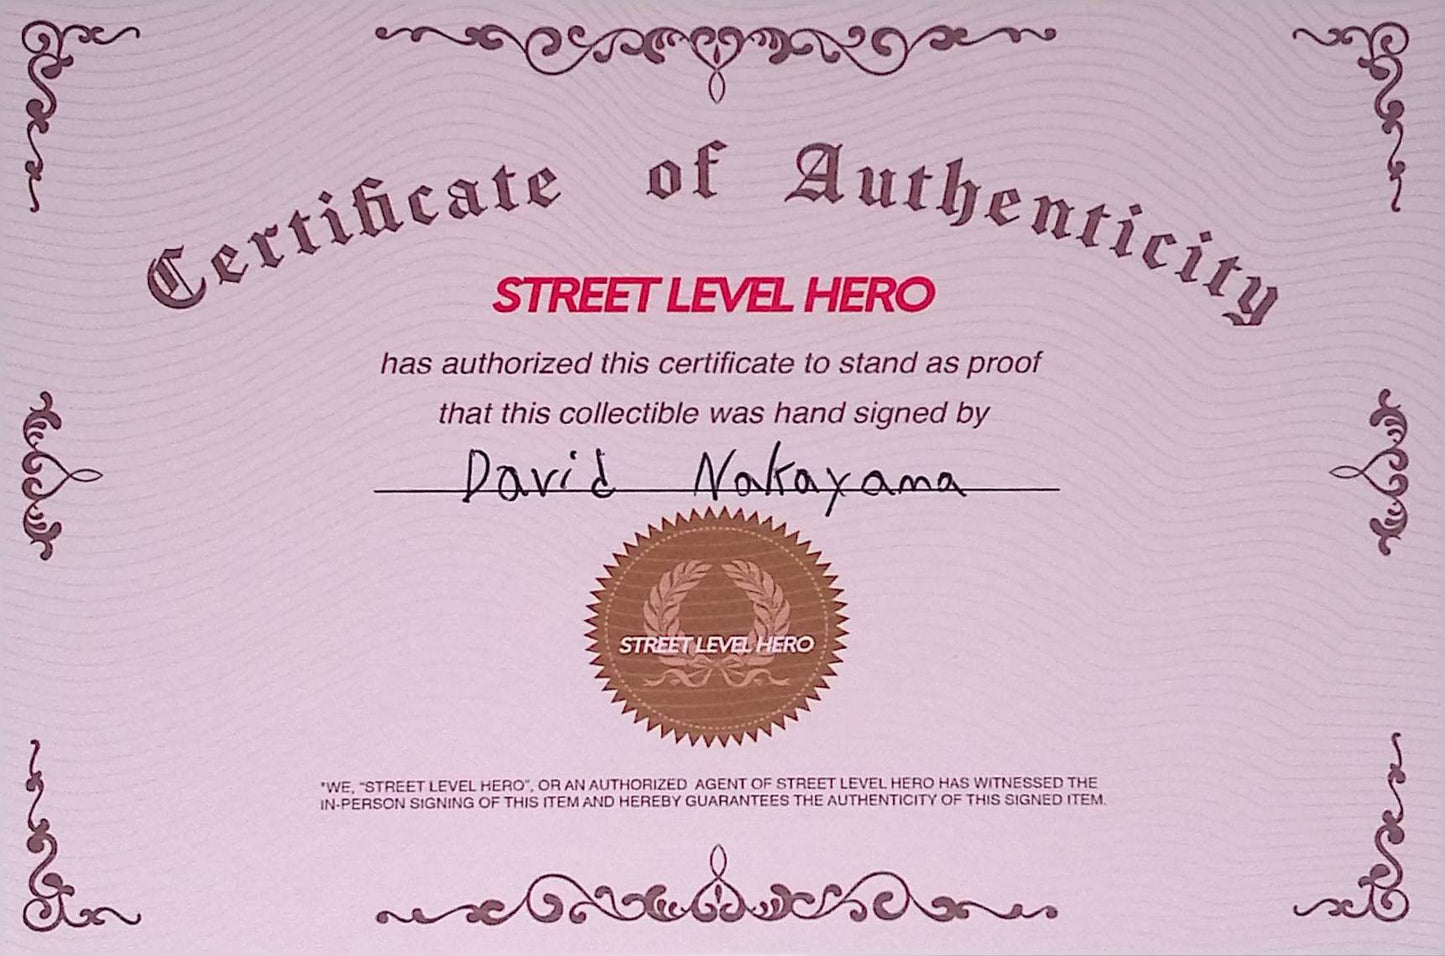 Certificate of Authenticity
STREET LEVEL HERO
has authorized this certificate to stand as proof
that this collectible was hand signed by
David Nakayama
STREET LEVEL HERO
*WE, "STREET LEVEL HERO", OR AN AUTHORIZED AGENT OF STREET LEVEL HERO HAS WITNESSED THE
IN-PERSON SIGNING OF THIS ITEM AND HEREBY GUARANTEES THE AUTHENTICITY OF THIS SIGNED ITEM.